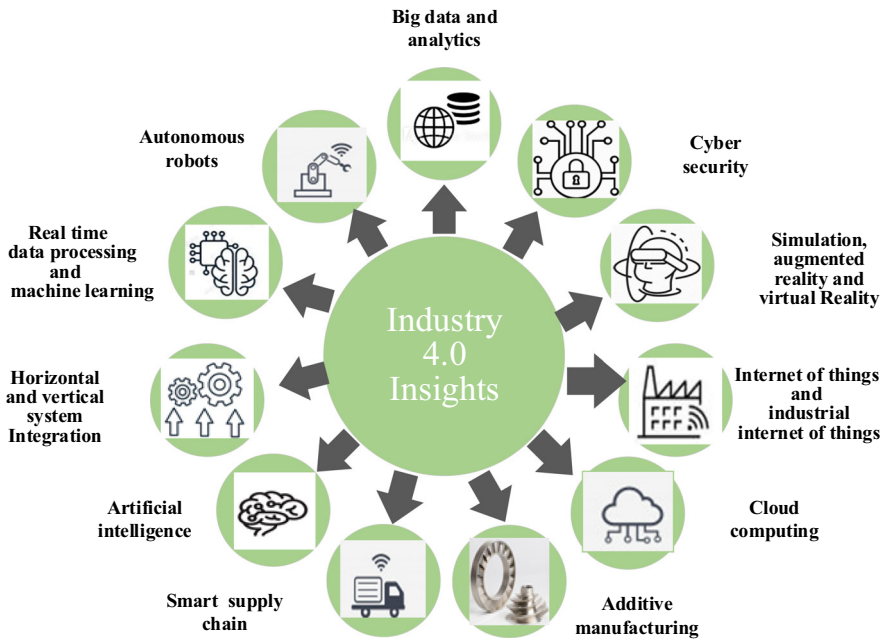 Big data and
analytics
Cyber
security
Simulation,
augmented
reality and
virtual Reality
Internet of things
and
industrial
internet of things
Cloud
computing
Additive
manufacturing
Smart supply
chain
Artificial
intelligence
Horizontal
and vertical
system
Integration
Real time
data processing
and
machine learning
Autonomous
robots
Industry
4.0
Insights